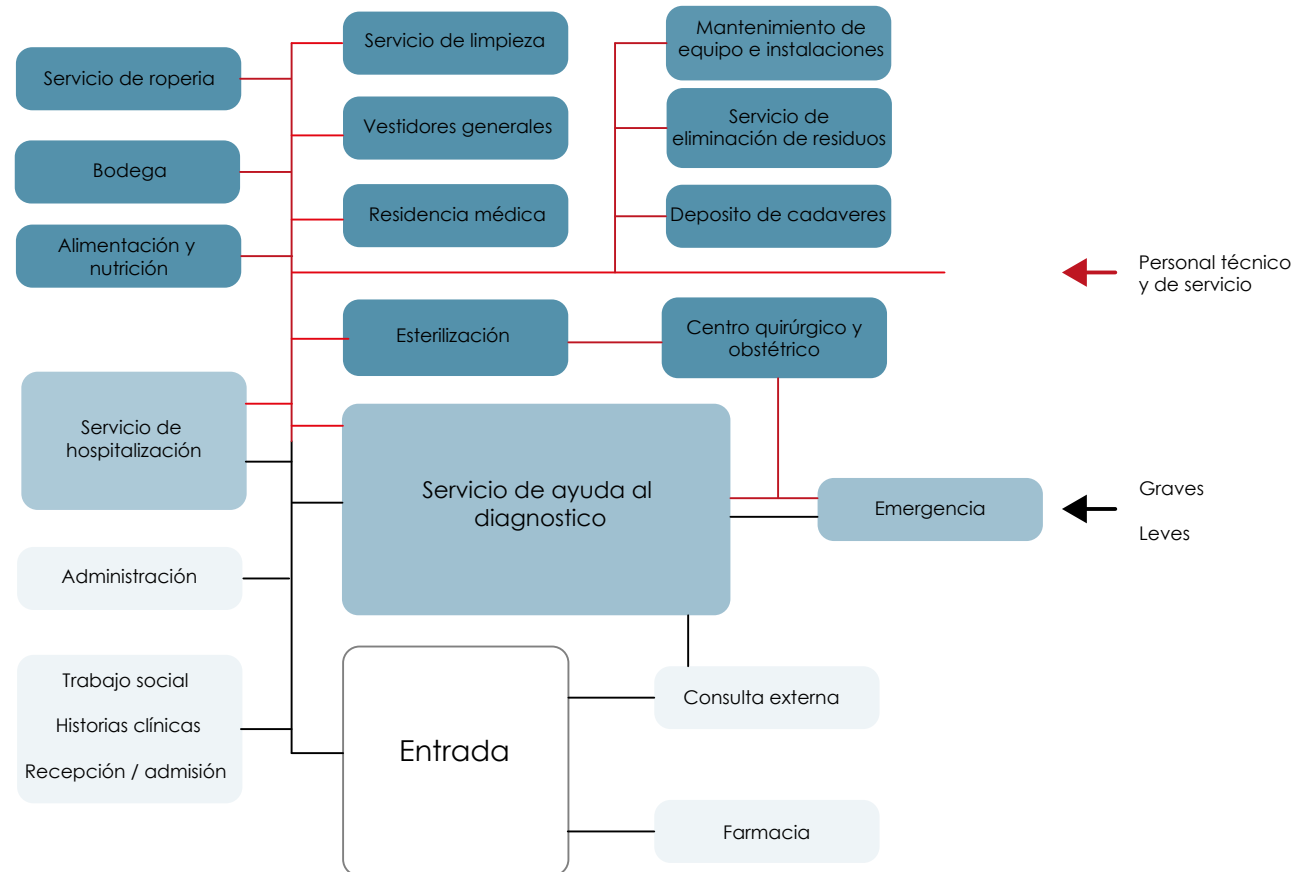 Servicio de limpieza
Mantenimiento de
equipo e instalaciones
Servicio de roperia
Vestidores generales
Servicio de
eliminación de residuos
Bodega
Residencia médica
Deposito de cadaveres
Alimentación y
nutrición
Personal técnico
y de servicio
Esterilización
Centro quirúrgico y
obstétrico
Servicio de
hospitalización
Servicio de ayuda al
diagnostico
Emergencia
Graves
Leves
Administración
Trabajo social
Historias clínicas
Recepción / admisión
Entrada
Consulta externa
Farmacia